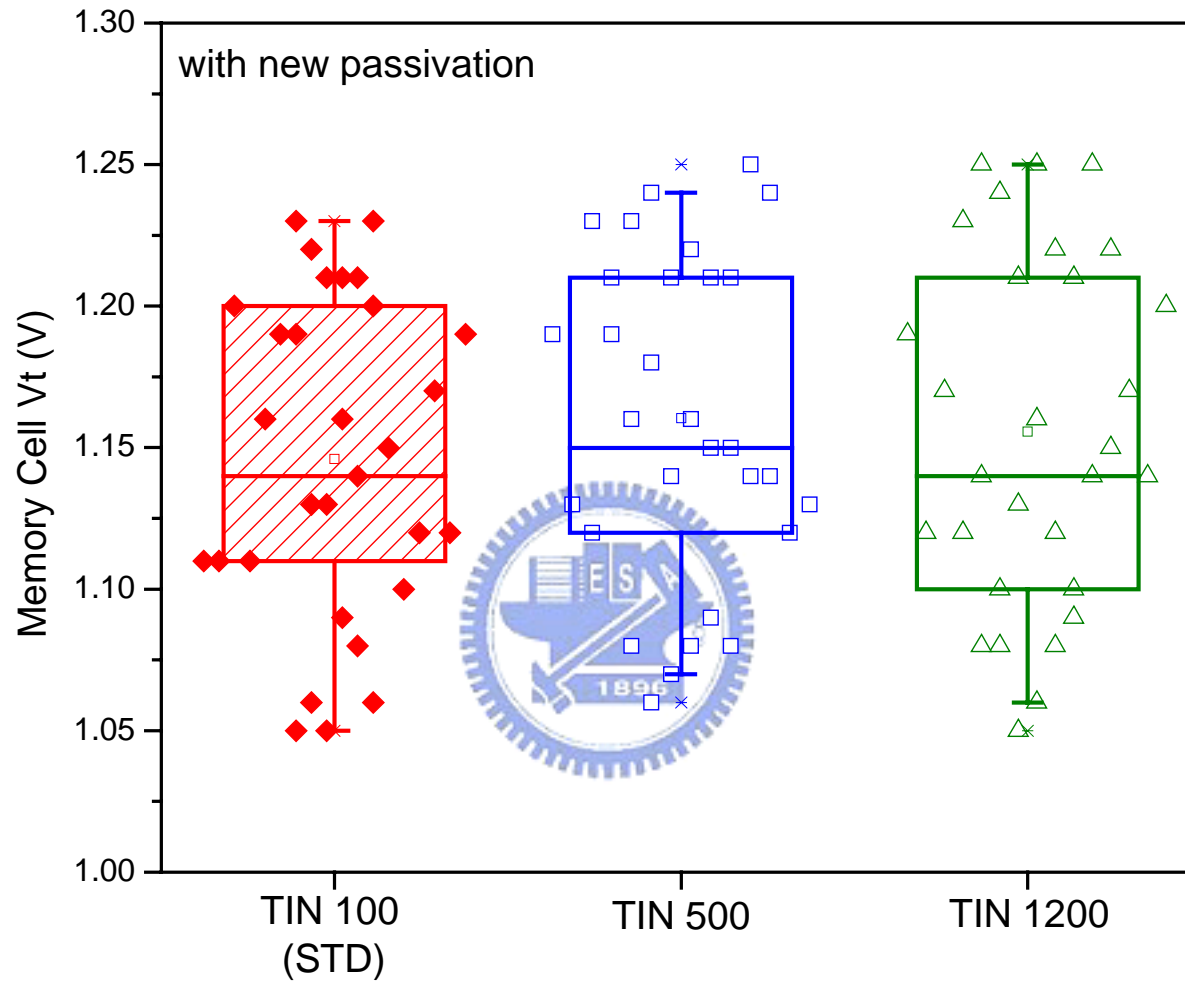 with new passivation
Memory Cell Vt (V)
1.30
1.25
1.20
1.15
1.10
1.05
1.00
E S A
1896
TIN 100
(STD)
TIN 500
TIN 1200